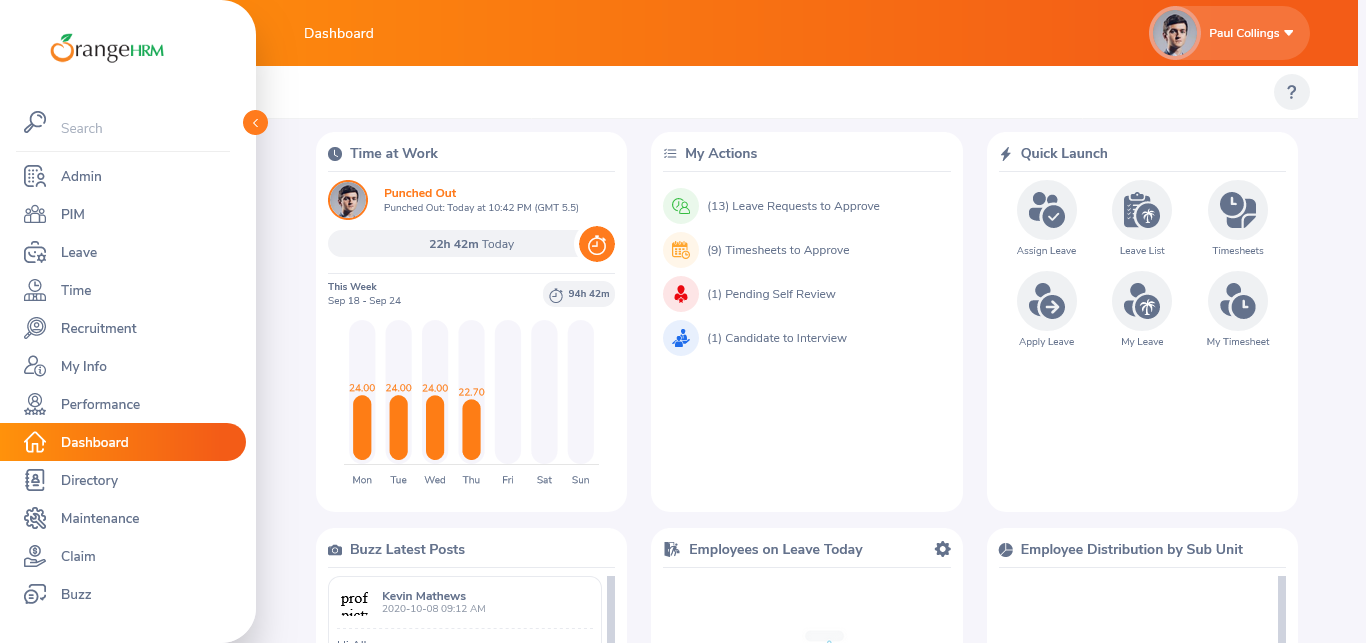 OrangeHRM
Search
Admin
PIM
Leave
Time
Recruitment
My Info
Performance
Dashboard
Directory
Maintenance
Claim
Buzz
Dashboard
Paul Collings
?
Time at Work
Punched Out
Punched Out: Today at 10:42 PM (GMT 5.5)
22h 42m Today
This Week
Sep 18 - Sep 24
94h 42m
24.00 24.00 24.00 22.70
Mon Tue Wed Thu Fri Sat Sun
My Actions
(13) Leave Requests to Approve
(9) Timesheets to Approve
(1) Pending Self Review
(1) Candidate to Interview
Quick Launch
Assign Leave Leave List Timesheets
Apply Leave My Leave My Timesheet
Buzz Latest Posts
prof
Kevin Mathews
2020-10-08 09:12 AM
Employees on Leave Today
Employee Distribution by Sub Unit